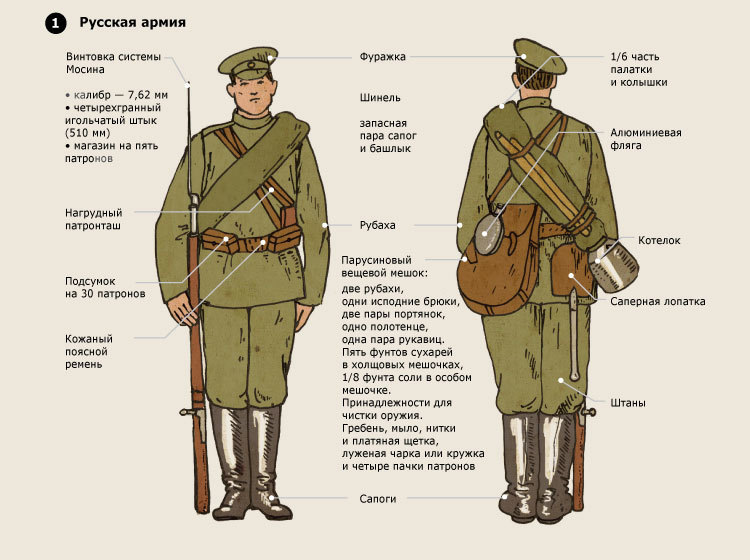 1 Русская армия
Винтовка системы
Мосина
• калибр — 7,62 мм
• четырехгранный
игольчатый штык
(510 мм)
• магазин на пять
патронов
Нагрудный
патронташ
Подсумок
на 30 патронов
Кожаный
поясной
ремень
Фуражка
Шинель
запасная
пара сапог
и башлык
Рубаха
Парусиновый
вещевой мешок:
две рубахи,
одни исподние брюки,
две пары портянок,
одно полотенце,
одна пара рукавиц.
Пять фунтов сухарей
в холщовых мешочках,
1/8 фунта соли в особом
мешочке.
Принадлежности для
чистки оружия.
Гребень, мыло, нитки
и платяная щетка,
луженая чарка или кружка
и четыре пачки патронов
Сапоги
1/6 часть
палатки
и колышки
Алюминиевая
фляга
Котелок
Саперная лопатка
Штаны